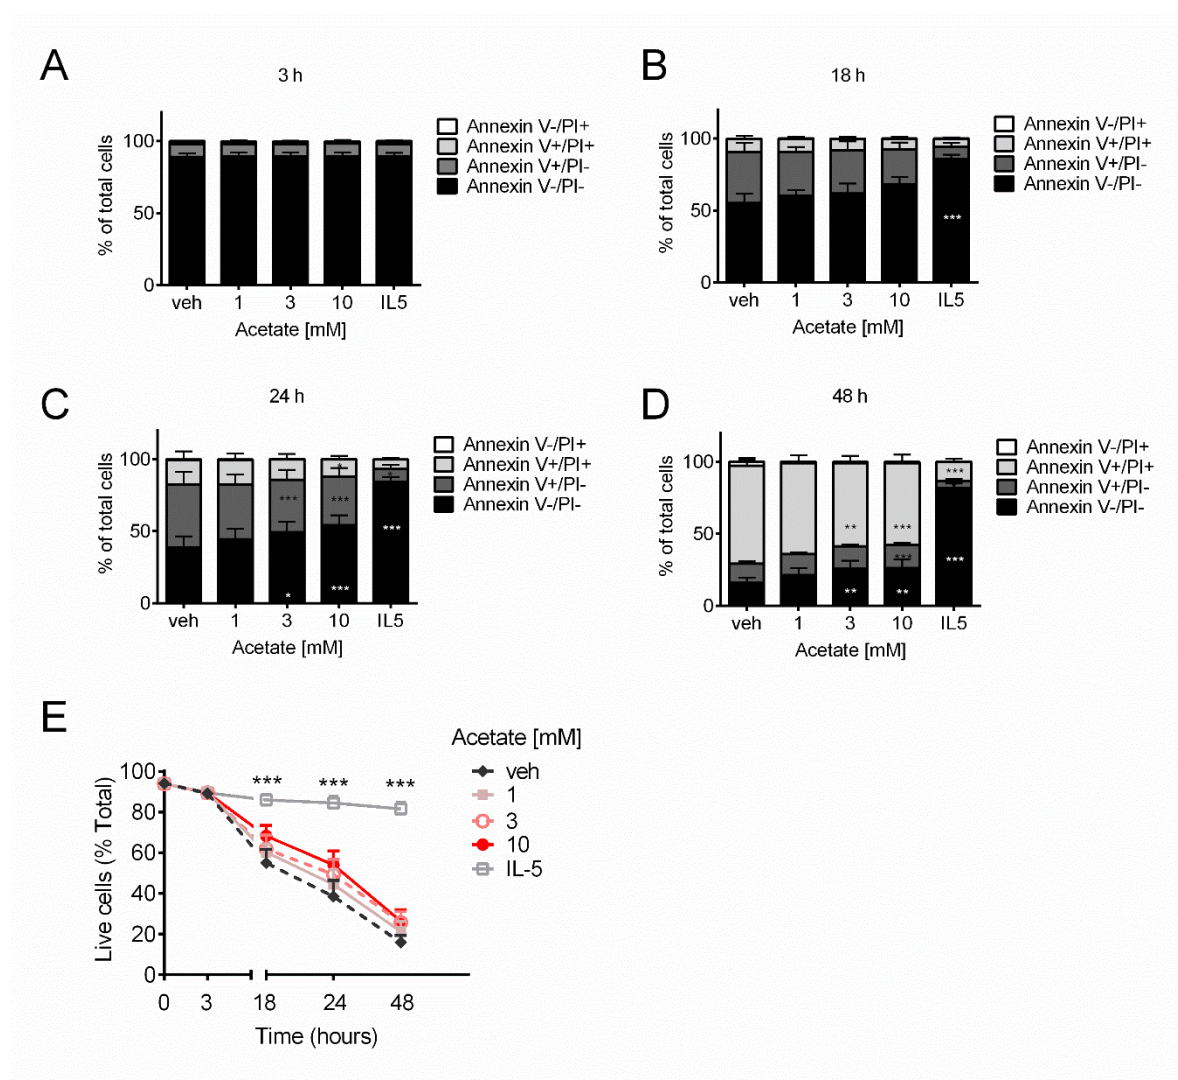 A
3 h
% of total cells
100
50
0
veh 1 3 10 IL5
Acetate [mM]
Annexin V-/PI+
Annexin V+/PI+
Annexin V+/PI-
Annexin V-/PI-
B
18 h
% of total cells
100
50
0
***
veh 1 3 10 IL5
Acetate [mM]
Annexin V-/PI+
Annexin V+/PI+
Annexin V+/PI-
Annexin V-/PI-
C
24 h
% of total cells
100
50
0
* *
*** ***
***
* ***
veh 1 3 10 IL5
Acetate [mM]
Annexin V-/PI+
Annexin V+/PI+
Annexin V+/PI-
Annexin V-/PI-
D
48 h
% of total cells
100
50
0
***
** ***
*** ***
** **
veh 1 3 10 IL5
Acetate [mM]
Annexin V-/PI+
Annexin V+/PI+
Annexin V+/PI-
Annexin V-/PI-
E
Live cells (% Total)
100
80
60
40
20
0
*** *** ***
0 3 18 24 48
Time (hours)
Acetate [mM]
veh
1
3
10
IL-5